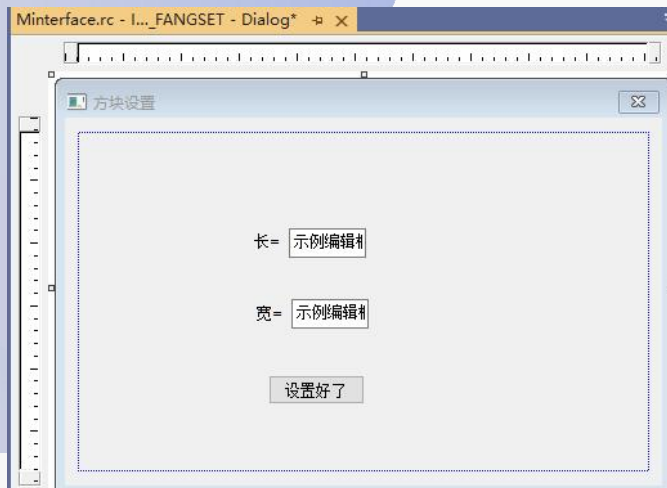 Minterface.rc - I..._FANGSET - Dialog*
方块设置
长= 示例编辑
宽= 示例编辑
设置好了